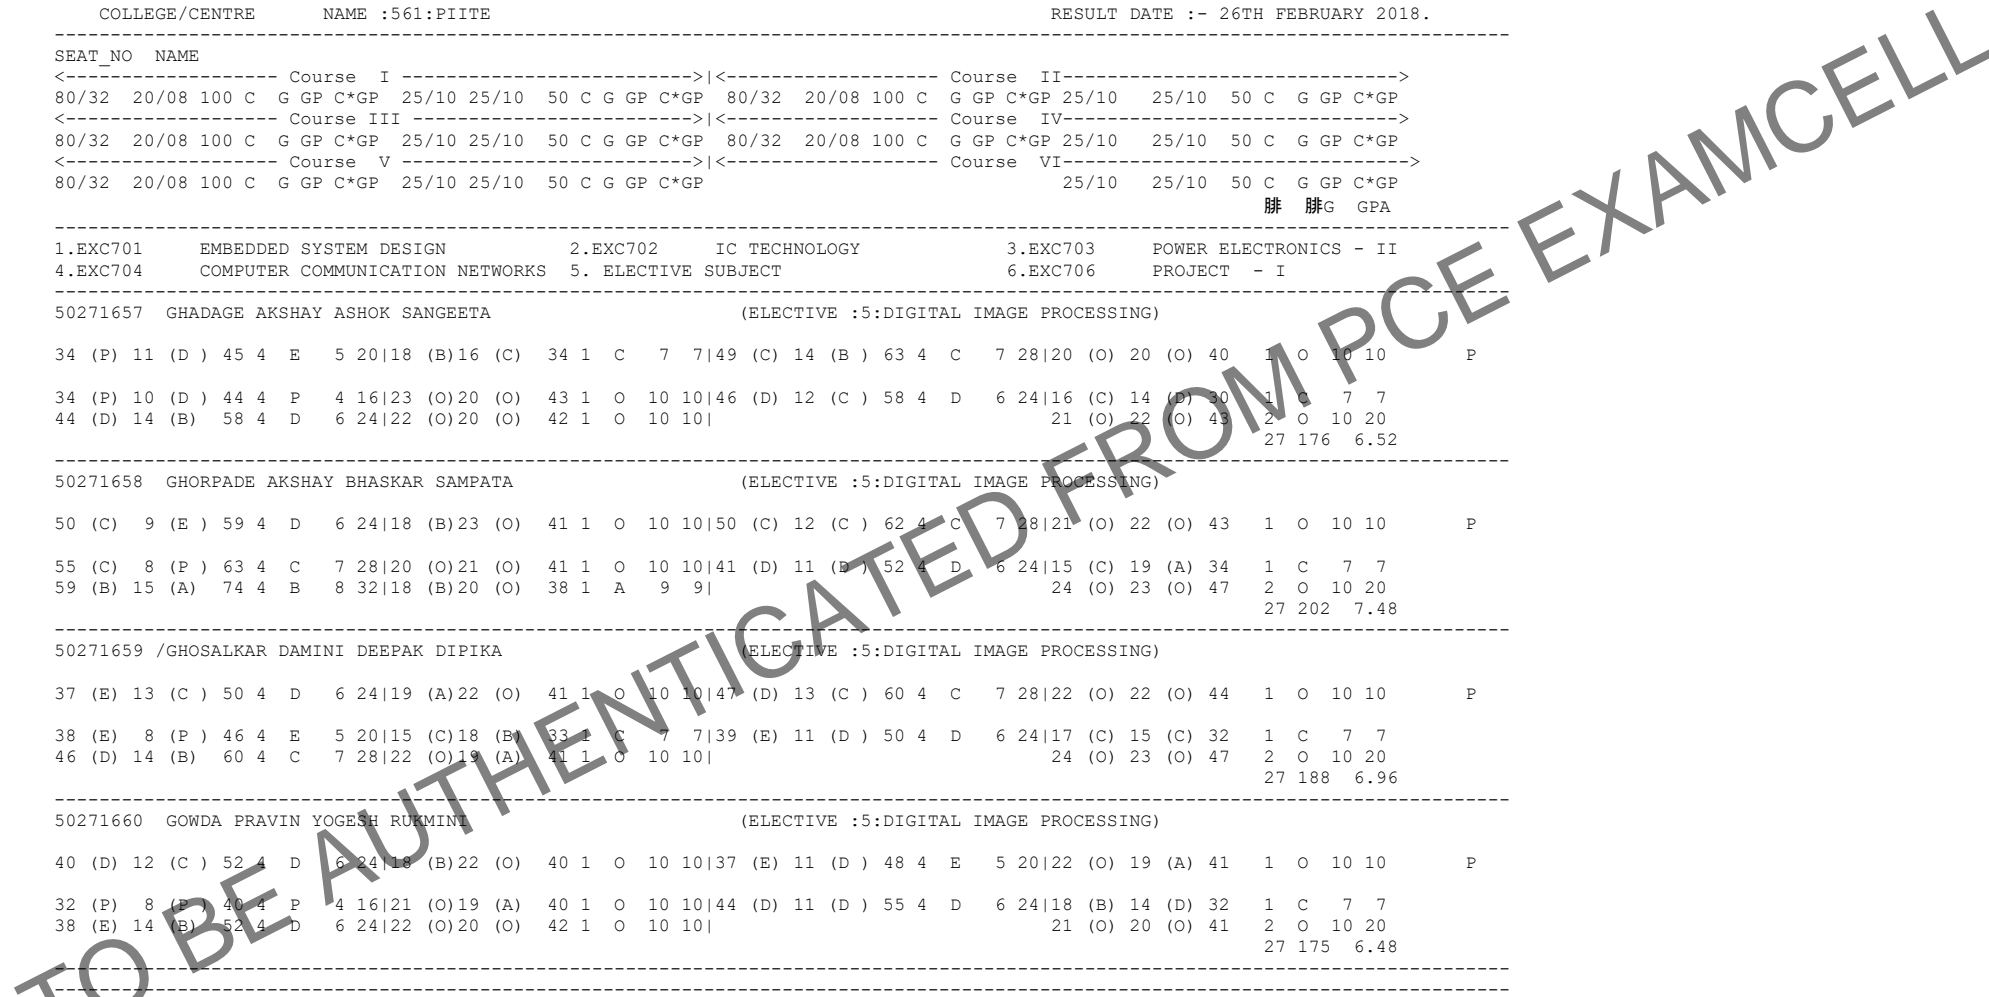 COLLEGE/CENTRE NAME :561:PIITE RESULT DATE :- 26TH FEBRUARY 2018.
------------------------------------------------------------
SEAT_NO NAME
<------------------- Course I -------------------------->|<------------------- Course II------------------------------>
80/32 20/08 100 C G GP C*GP 25/10 25/10 50 C G GP C*GP 80/32 20/08 100 C G GP C*GP 25/10 25/10 50 C G GP C*GP
<------------------- Course III ------------------------->|<------------------- Course IV------------------------------>
80/32 20/08 100 C G GP C*GP 25/10 25/10 50 C G GP C*GP 80/32 20/08 100 C G GP C*GP 25/10 25/10 50 C G GP C*GP
<------------------- Course V -------------------------->|<------------------- Course VI------------------------------->
80/32 20/08 100 C G GP C*GP 25/10 25/10 50 C G GP C*GP 25/10 25/10 50 C G GP C*GP
腓 腓G GPA
------------------------------------------------------------
1.EXC701 EMBEDDED SYSTEM DESIGN 2.EXC702 IC TECHNOLOGY 3.EXC703 POWER ELECTRONICS - II
4.EXC704 COMPUTER COMMUNICATION NETWORKS 5. ELECTIVE SUBJECT 6.EXC706 PROJECT - I
------------------------------------------------------------
50271657 GHADAGE AKSHAY ASHOK SANGEETA (ELECTIVE :5:DIGITAL IMAGE PROCESSING)
34 (P) 11 (D ) 45 4 E 5 20|18 (B)16 (C) 34 1 C 7 7|49 (C) 14 (B ) 63 4 C 7 28|20 (O) 20 (O) 40 1 O 10 10 P
34 (P) 10 (D ) 44 4 P 4 16|23 (O)20 (O) 43 1 O 10 10|46 (D) 12 (C ) 58 4 D 6 24|16 (C) 14 (D) 30 1 C 7 7
44 (D) 14 (B) 58 4 D 6 24|22 (O)20 (O) 42 1 O 10 10| 21 (O) 22 (O) 43 2 O 10 20
27 176 6.52
------------------------------------------------------------
50271658 GHORPADE AKSHAY BHASKAR SAMPATA (ELECTIVE :5:DIGITAL IMAGE PROCESSING)
50 (C) 9 (E ) 59 4 D 6 24|18 (B)23 (O) 41 1 O 10 10|50 (C) 12 (C ) 62 4 C 7 28|21 (O) 22 (O) 43 1 O 10 10 P
55 (C) 8 (P ) 63 4 C 7 28|20 (O)21 (O) 41 1 O 10 10|41 (D) 11 (D ) 52 4 D 6 24|15 (C) 19 (A) 34 1 C 7 7
59 (B) 15 (A) 74 4 B 8 32|18 (B)20 (O) 38 1 A 9 9| 24 (O) 23 (O) 47 2 O 10 20
27 202 7.48
------------------------------------------------------------
50271659 /GHOSALKAR DAMINI DEEPAK DIPIKA (ELECTIVE :5:DIGITAL IMAGE PROCESSING)
37 (E) 13 (C ) 50 4 D 6 24|19 (A)22 (O) 41 1 O 10 10|47 (D) 13 (C ) 60 4 C 7 28|22 (O) 22 (O) 44 1 O 10 10 P
38 (E) 8 (P ) 46 4 E 5 20|15 (C)18 (B) 33 1 C 7 7|39 (E) 11 (D ) 50 4 D 6 24|17 (C) 15 (C) 32 1 C 7 7
46 (D) 14 (B) 60 4 C 7 28|22 (O)19 (A) 41 1 O 10 10| 24 (O) 23 (O) 47 2 O 10 20
27 188 6.96
------------------------------------------------------------
50271660 GOWDA PRAVIN YOGESH RUKMINI (ELECTIVE :5:DIGITAL IMAGE PROCESSING)
40 (D) 12 (C ) 52 4 D 6 24|18 (B)22 (O) 40 1 O 10 10|37 (E) 11 (D ) 48 4 E 5 20|22 (O) 19 (A) 41 1 O 10 10 P
32 (P) 8 (P ) 40 4 P 4 16|21 (O)19 (A) 40 1 O 10 10|44 (D) 11 (D ) 55 4 D 6 24|18 (B) 14 (D) 32 1 C 7 7
38 (E) 14 (B) 52 4 D 6 24|22 (O)20 (O) 42 1 O 10 10| 21 (O) 20 (O) 41 2 O 10 20
27 175 6.48
------------------------------------------------------------
------------------------------------------------------------
TO BE AUTHENTICATED FROM PCE EXAMCELL